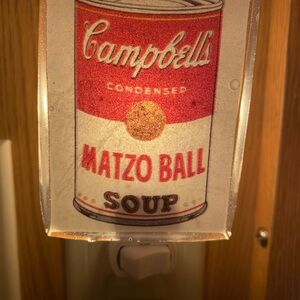 Campbell's
CONDENSED
MATZO BALL
SOUP